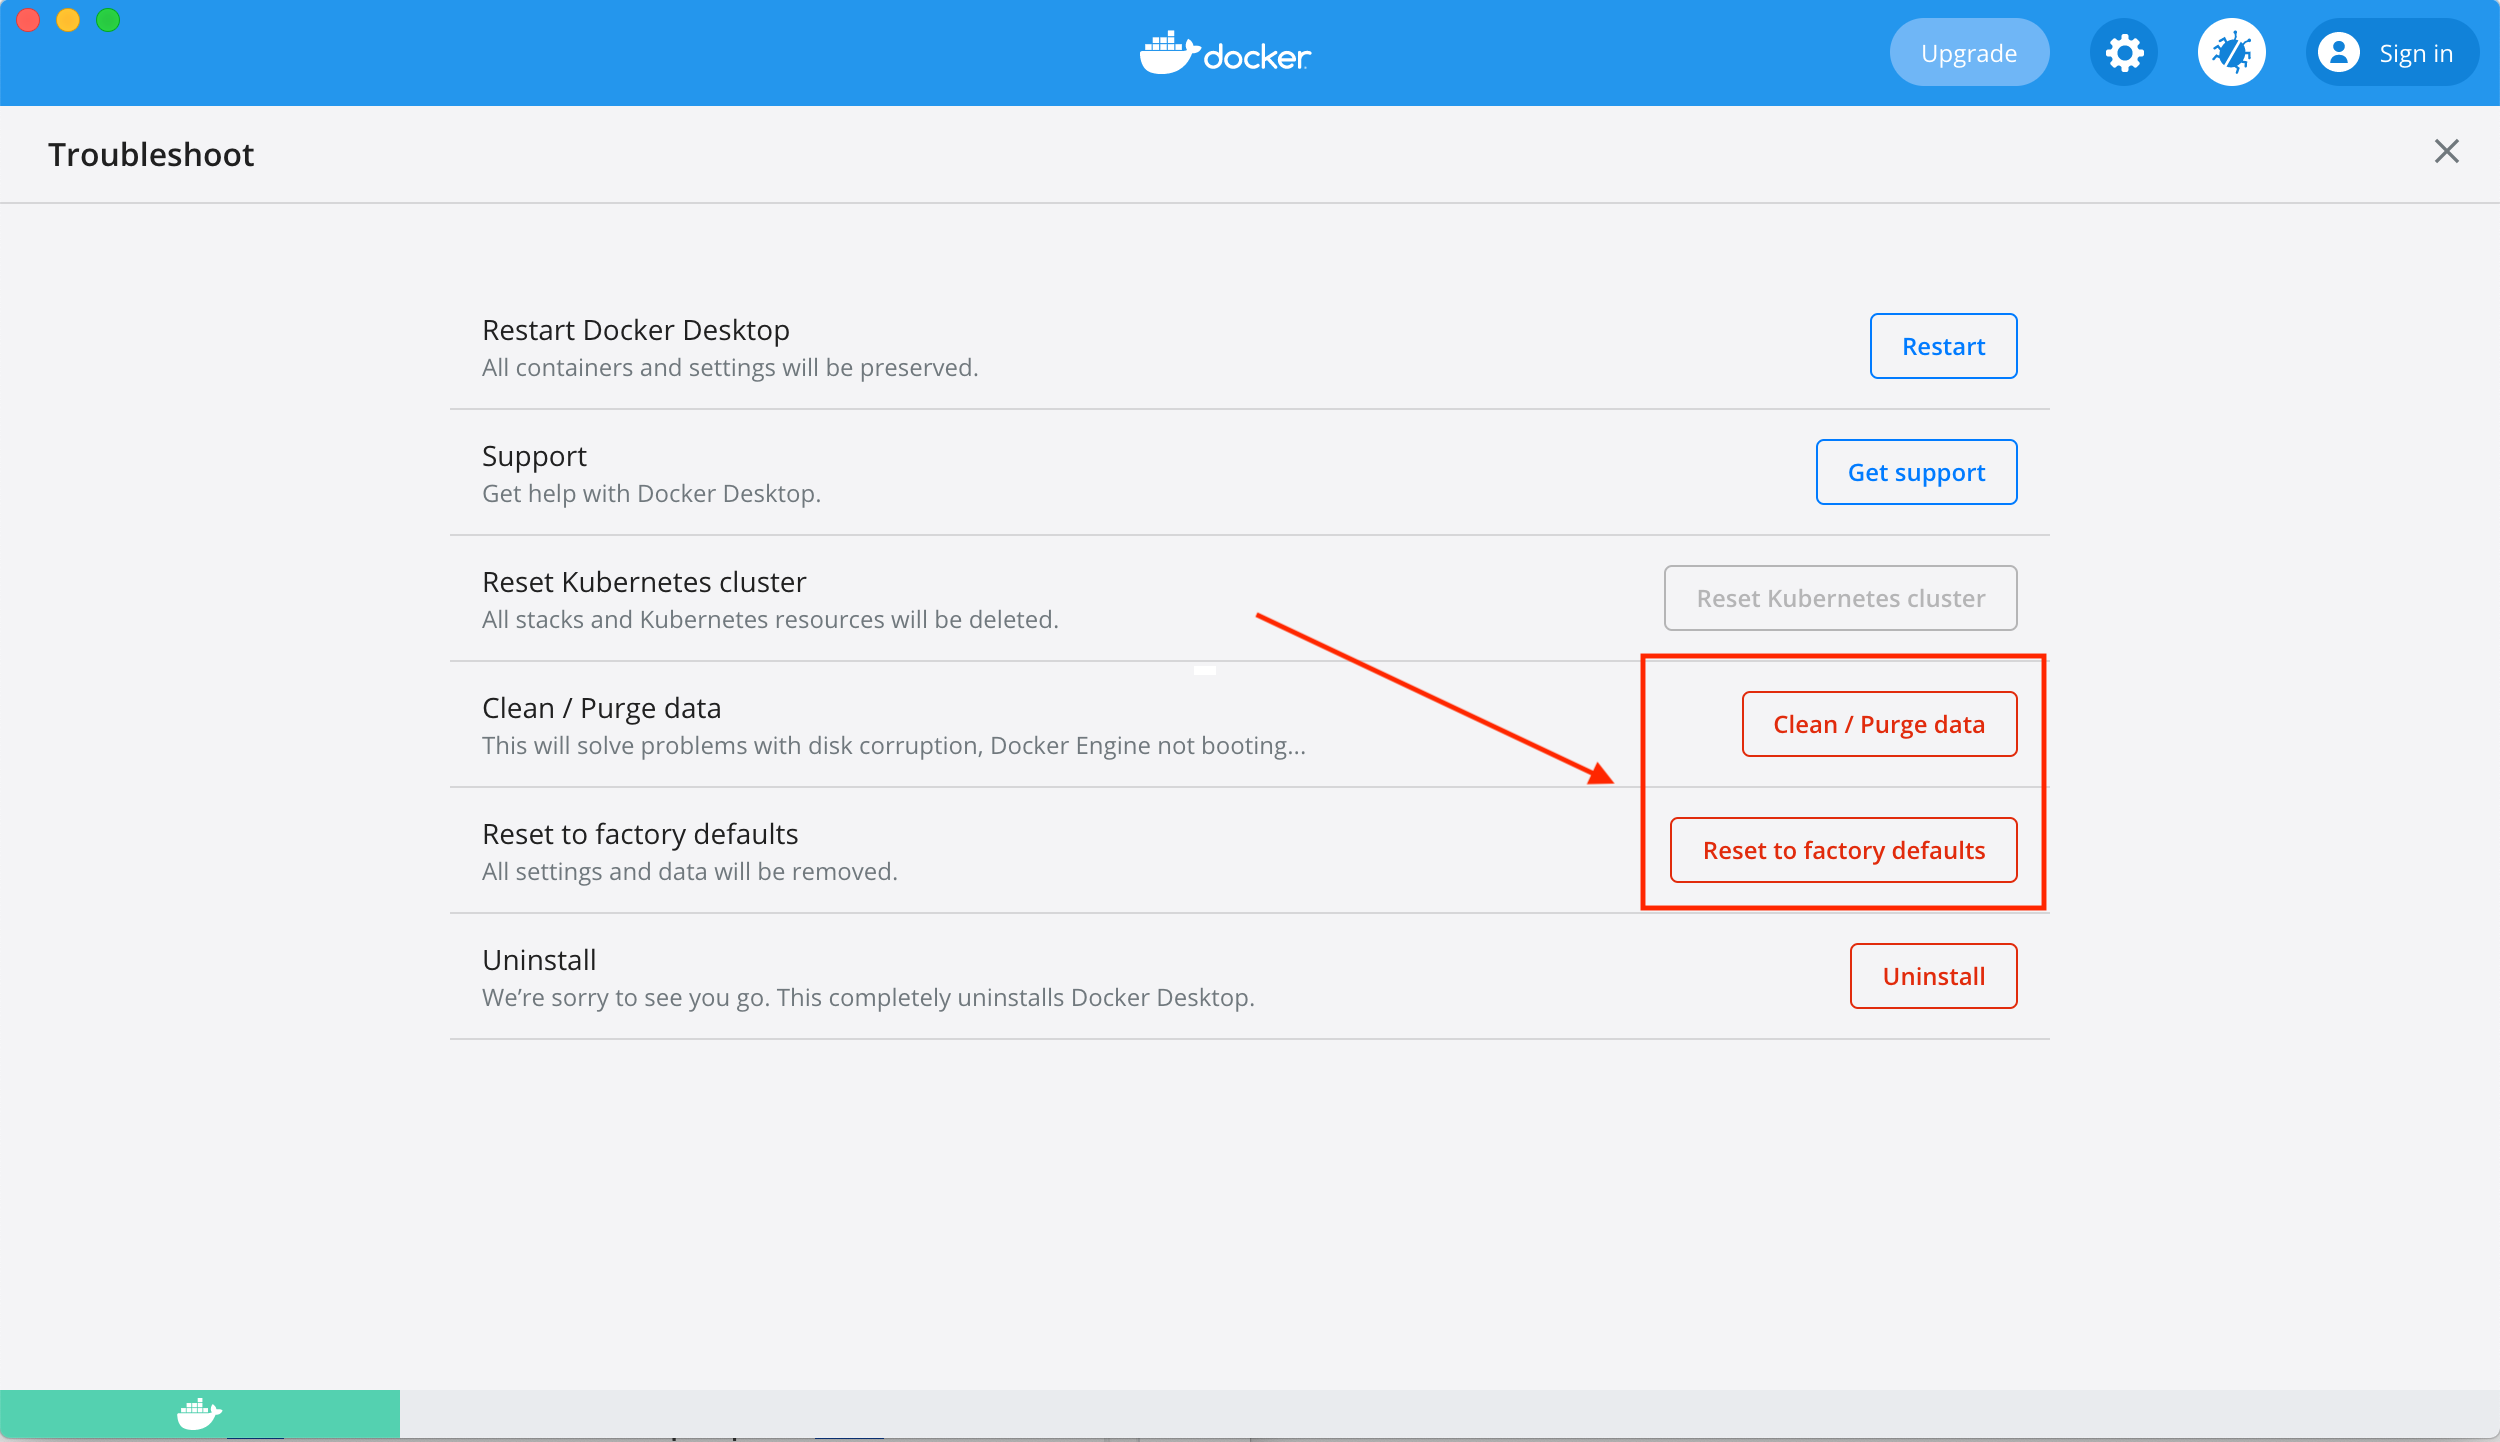 docker
Upgrade
Sign in
Troubleshoot
Restart Docker Desktop
All containers and settings will be preserved.
Restart
Support
Get help with Docker Desktop.
Get support
Reset Kubernetes cluster
All stacks and Kubernetes resources will be deleted.
Reset Kubernetes cluster
Clean / Purge data
This will solve problems with disk corruption, Docker Engine not booting...
Clean / Purge data
Reset to factory defaults
All settings and data will be removed.
Reset to factory defaults
Uninstall
We’re sorry to see you go. This completely uninstalls Docker Desktop.
Uninstall